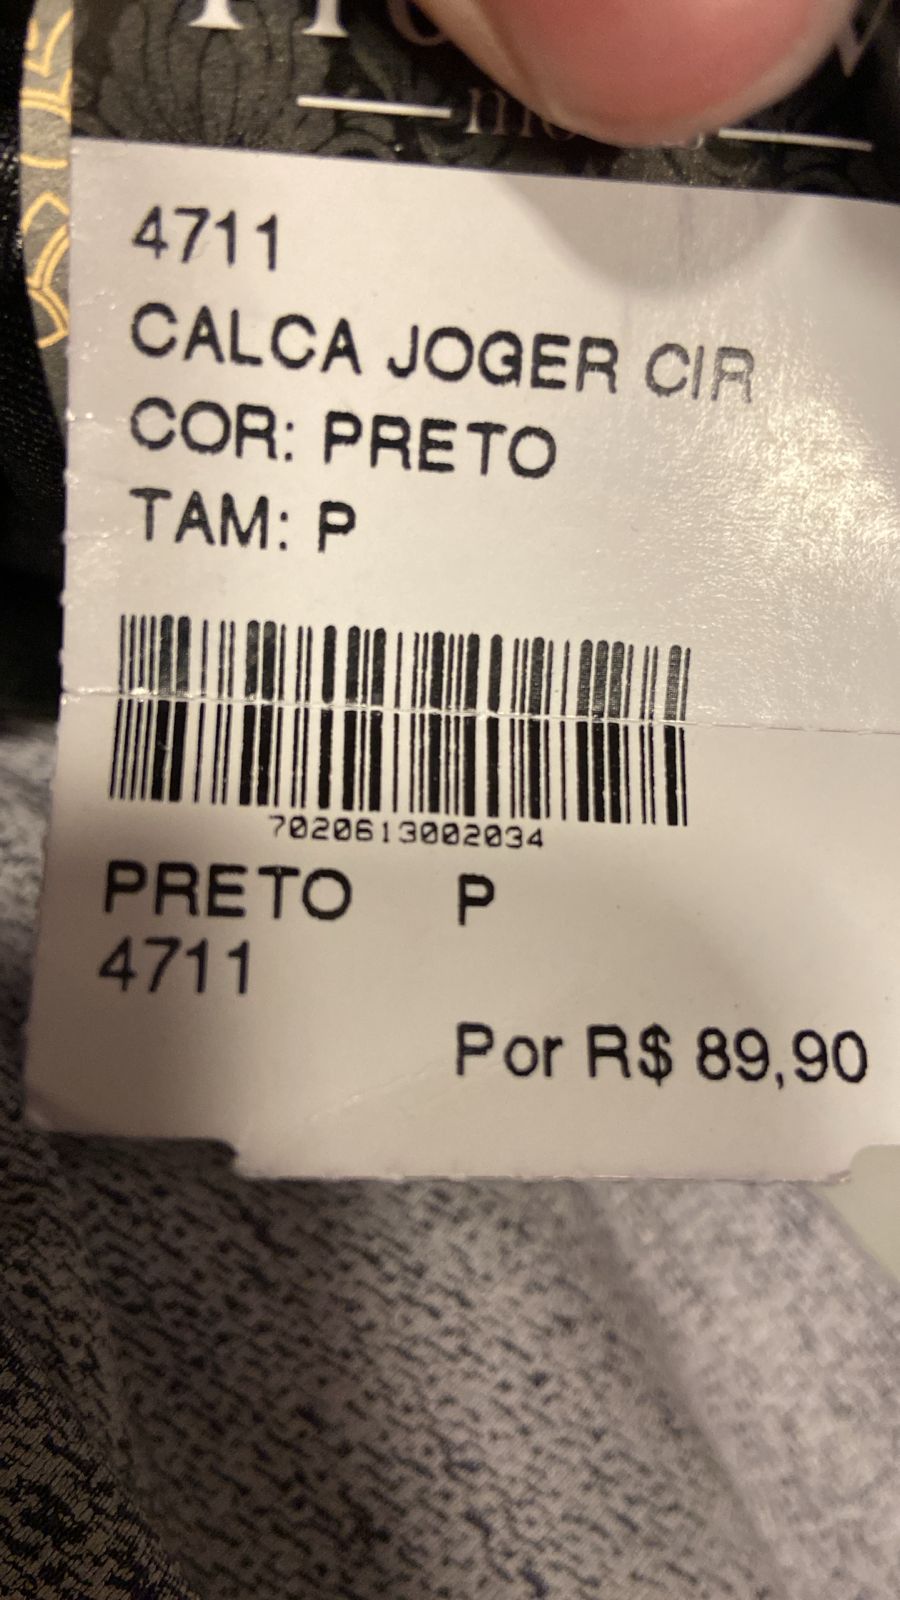 4711
CALCA JOGER CIR
COR: PRETO
TAM: P
7020613002034
PRETO P
4711
Por R$ 89,90